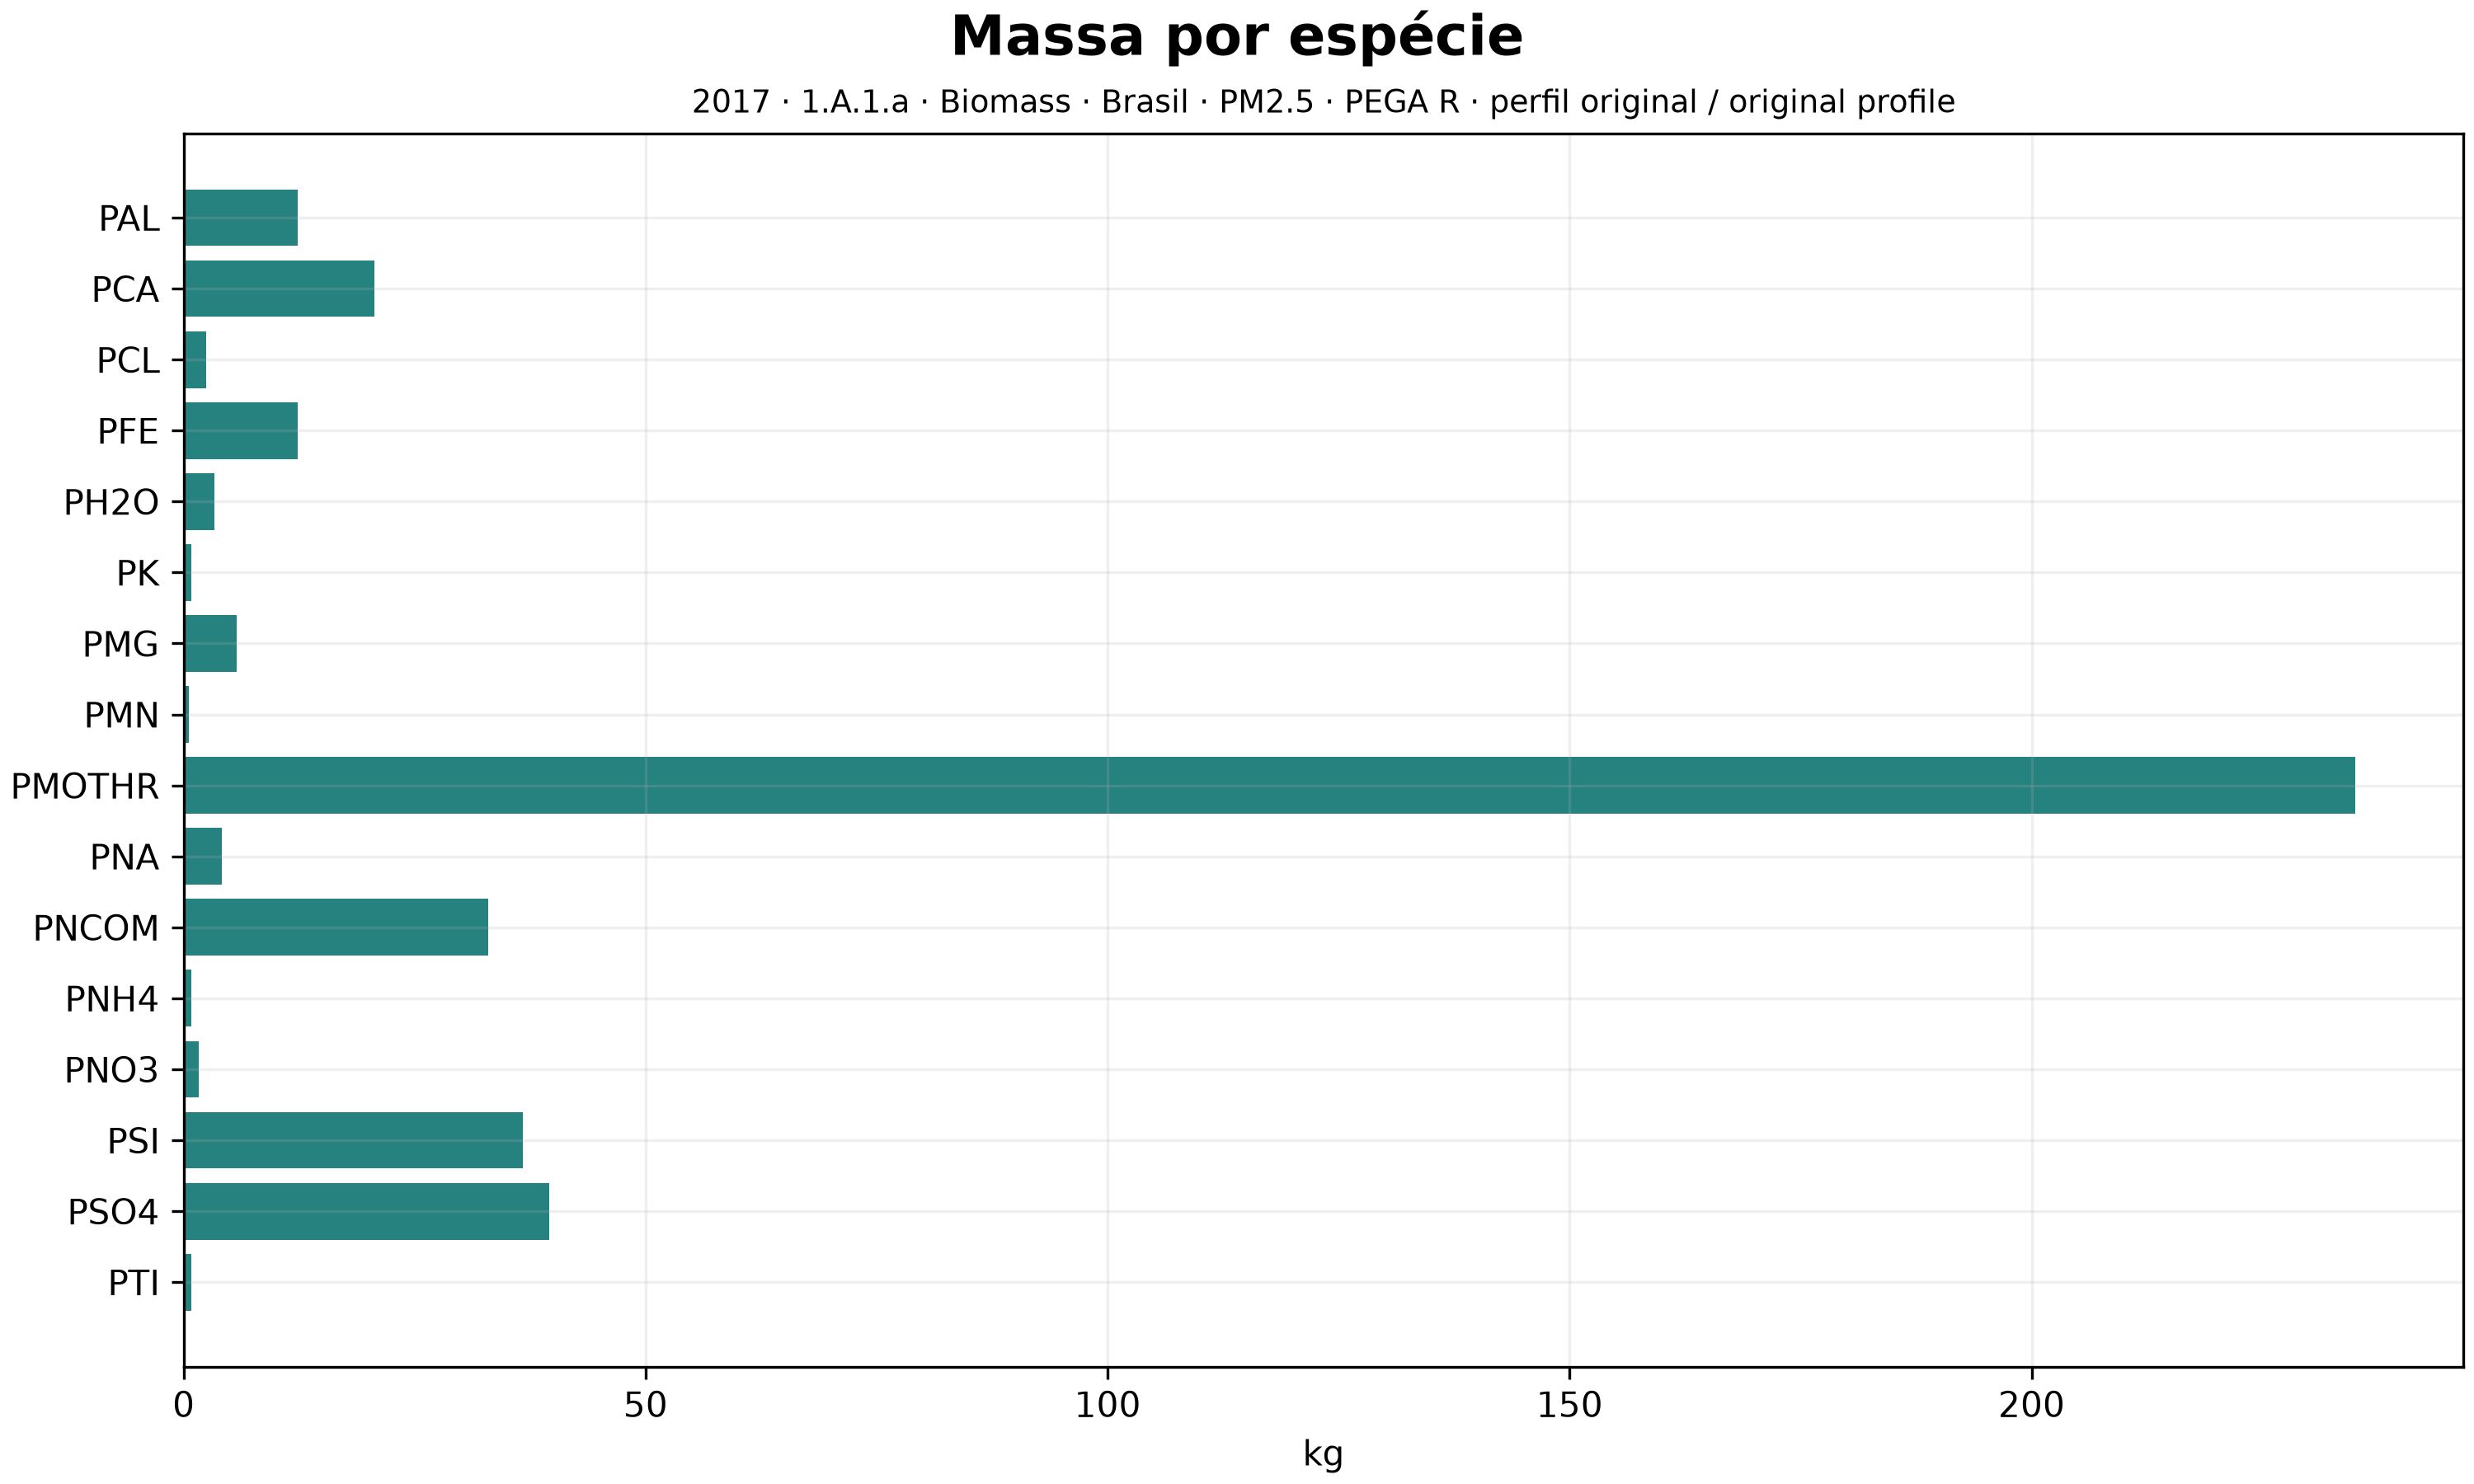 Massa por espécie
2017 · 1.A.1.a · Biomass · Brasil · PM2.5 · PEGA R · perfil original / original profile
PAL
PCA
PCL
PFE
PH2O
PK
PMG
PMN
PMOTHR
PNA
PNCOM
PNH4
PNO3
PSI
PSO4
PTI
0 50 100 150 200
kg